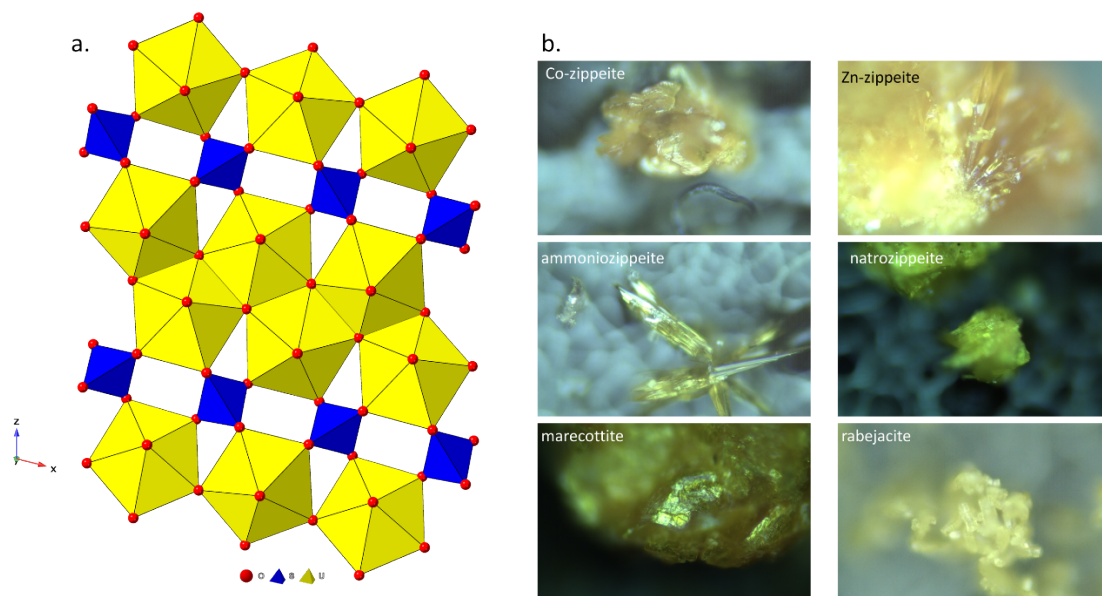 a.
b.
Co-zippeite
Zn-zippeite
ammoniozippeite
natrozippeite
marecottite
rabejacite
z
y
x
O S U